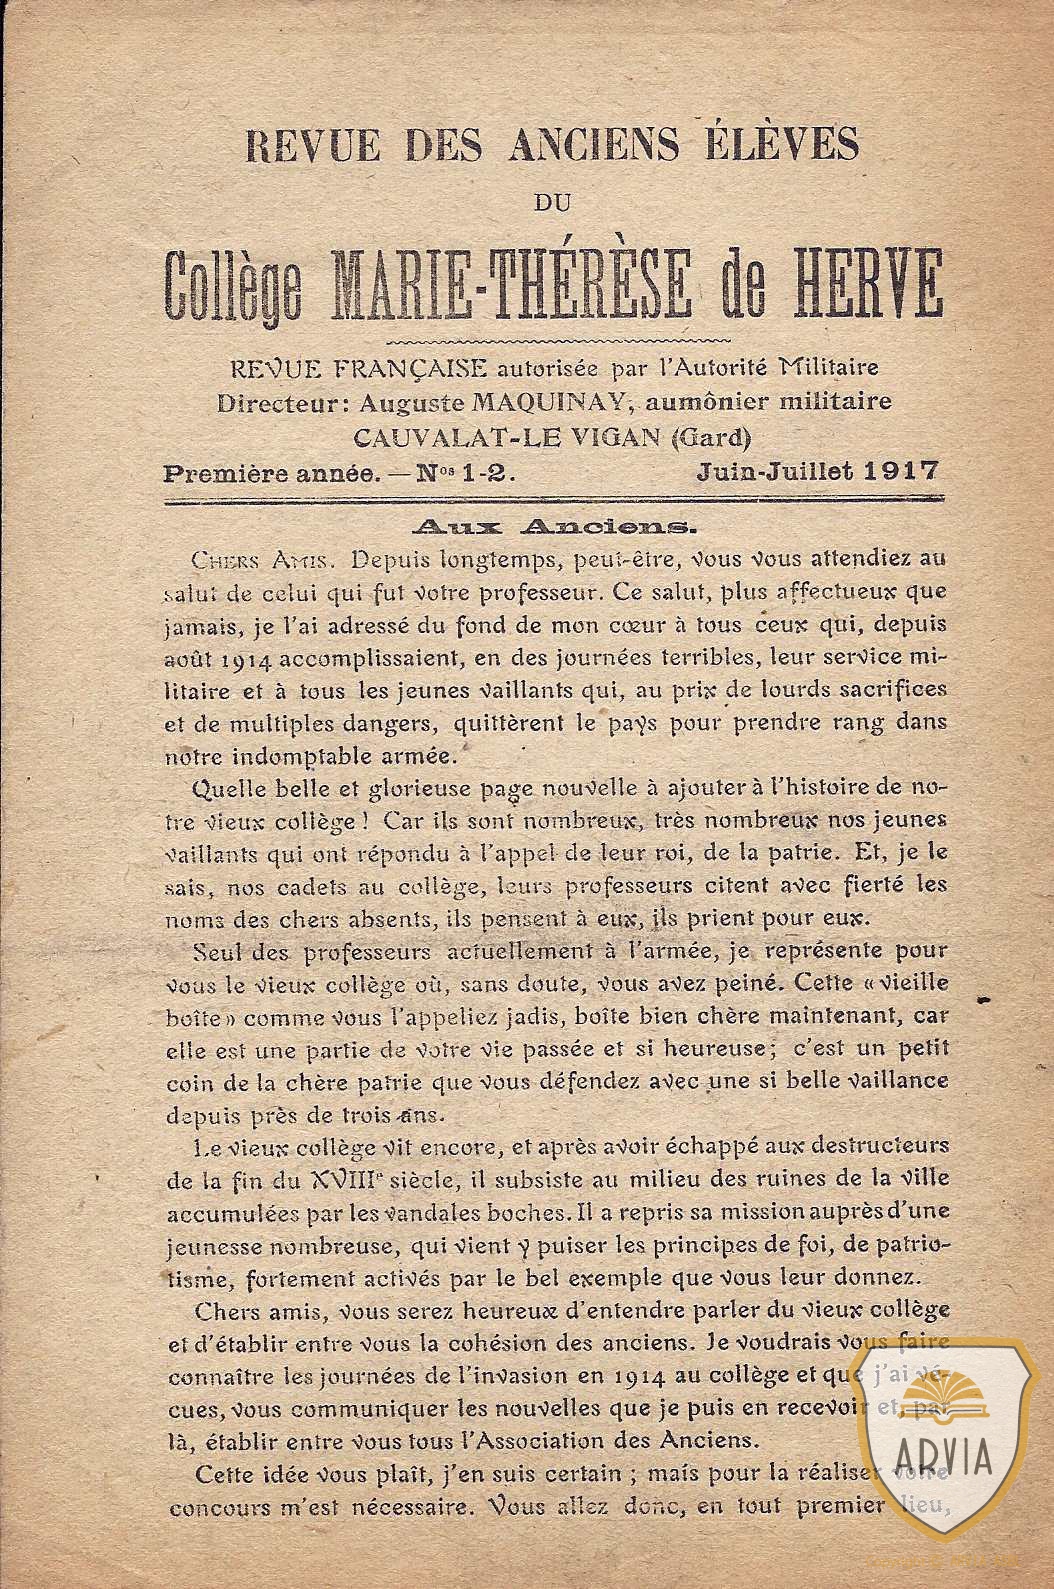 REVUE DES ANCIENS ÉLÈVES
DU
Collège MARIE-THÉRÈSE de HERVE
REVUE FRANÇAISE autorisée par l'Autorité Militaire
Directeur: Auguste MAQUINAY, aumônier militaire
CAUVALAT-LE VIGAN (Gard)
Première année. — Nos 1-2. Juin-Juillet 1917
Aux Anciens.
CHERS AMIS. Depuis longtemps, peut-être, vous vous attendiez au
salut de celui qui fut votre professeur. Ce salut, plus affectueux que
jamais, je l'ai adressé du fond de mon cœur à tous ceux qui, depuis
août 1914 accomplissaient, en des journées terribles, leur service mi-
litaire et à tous les jeunes vaillants qui, au prix de lourds sacrifices
et de multiples dangers, quittèrent le pays pour prendre rang dans
notre indomptable armée.
Quelle belle et glorieuse page nouvelle à ajouter à l'histoire de no-
tre vieux collège ! Car ils sont nombreux, très nombreux nos jeunes
vaillants qui ont répondu à l'appel de leur roi, de la patrie. Et, je le
sais, nos cadets au collège, leurs professeurs citent avec fierté les
noms des chers absents, ils pensent à eux, ils prient pour eux.
Seul des professeurs actuellement à l'armée, je représente pour
vous le vieux collège où, sans doute, vous avez peiné. Cette « vieille
boîte » comme vous l'appeliez jadis, boîte bien chère maintenant, car
elle est une partie de votre vie passée et si heureuse; c'est un petit
coin de la chère patrie que vous défendez avec une si belle vaillance
depuis près de trois ans.
Le vieux collège vit encore, et après avoir échappé aux destructeurs
de la fin du XVIIIe siècle, il subsiste au milieu des ruines de la ville
accumulées par les vandales boches. Il a repris sa mission auprès d'une
jeunesse nombreuse, qui vient y puiser les principes de foi, de patrio-
tisme, fortement activés par le bel exemple que vous leur donnez.
Chers amis, vous serez heureux d'entendre parler du vieux collège
et d'établir entre vous la cohésion des anciens. Je voudrais vous faire
connaître les journées de l'invasion en 1914 au collège et que j'ai vé-
cues, vous communiquer les nouvelles que je puis en recevoir et, par
là, établir entre vous tous l'Association des Anciens.
Cette idée vous plaît, j'en suis certain ; mais pour la réaliser votre
concours m'est nécessaire. Vous allez donc, en tout premier lieu,
ARVIA